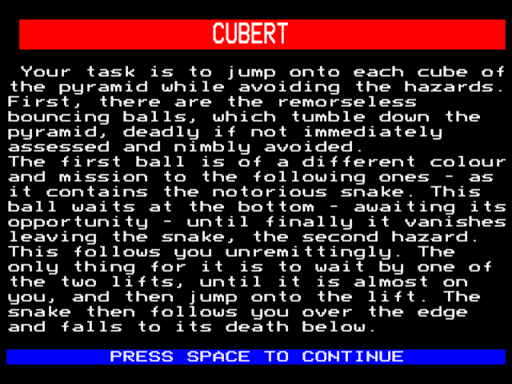 CUBERT
Your task is to jump onto each cube of
the pyramid while avoiding the hazards.
First, there are the remorseless
bouncing balls, which tumble down the
pyramid, deadly if not immediately
assessed and nimbly avoided.
The first ball is of a different colour
and mission to the following ones - as
it contains the notorious snake. This
ball waits at the bottom - awaiting its
opportunity - until finally it vanishes
leaving the snake, the second hazard.
This follows you unremittingly. The
only thing for it is to wait by one of
the two lifts, until it is almost on
you, and then jump onto the lift. The
snake then follows you over the edge
and falls to its death below.
PRESS SPACE TO CONTINUE